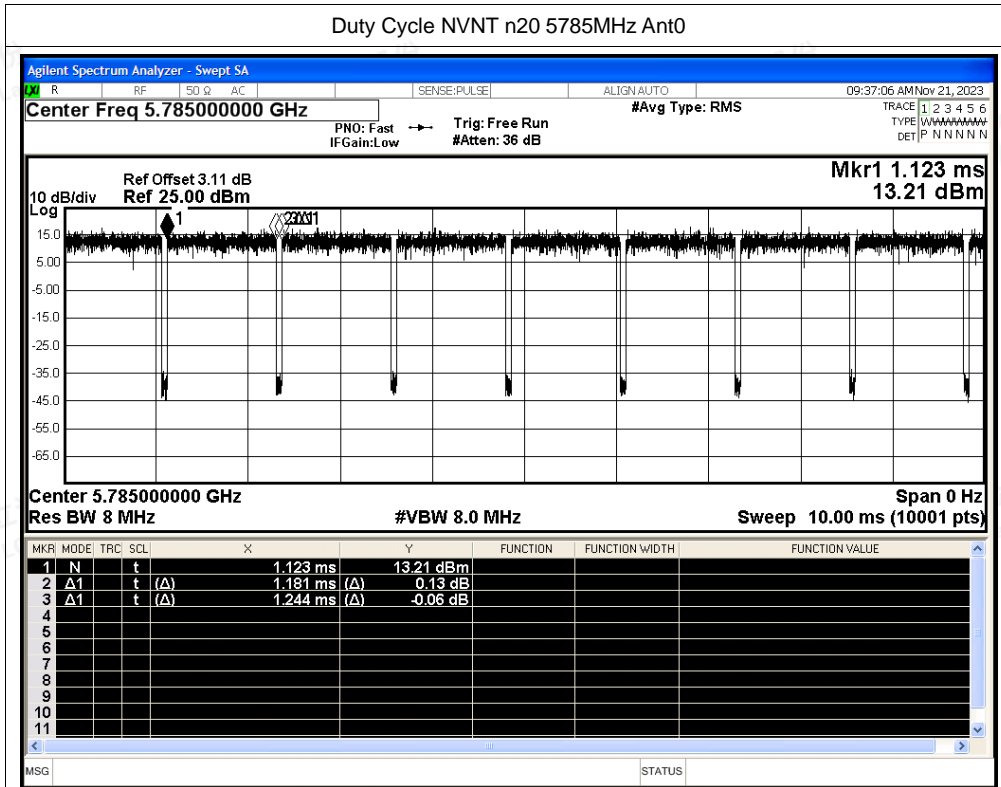 Duty Cycle NVNT n20 5785MHz Ant0
Agilent Spectrum Analyzer - Swept SA
LXI R RF 50 Ω AC SENSE:PULSE ALIGN AUTO 09:37:06 AM Nov 21, 2023
Center Freq 5.785000000 GHz #Avg Type: RMS TRACE 1 2 3 4 5 6
PNO: Fast Trig: Free Run TYPE WWWWWW
IFGain:Low #Atten: 36 dB DET P N N N N N
Mkr1 1.123 ms
Ref Offset 3.11 dB
10 dB/div Ref 25.00 dBm 13.21 dBm
Log
1
15.0
5.00
-5.00
-15.0
-25.0
-35.0
-45.0
-55.0
-65.0
Center 5.785000000 GHz Span 0 Hz
Res BW 8 MHz #VBW 8.0 MHz Sweep 10.00 ms (10001 pts)
MKR MODE TRC SCL X Y FUNCTION FUNCTION WIDTH FUNCTION VALUE
1 N t 1.123 ms 13.21 dBm
2 Δ1 t (Δ) 1.181 ms (Δ) 0.13 dB
3 Δ1 t (Δ) 1.244 ms (Δ) -0.06 dB
4
5
6
7
8
9
10
11
MSG STATUS